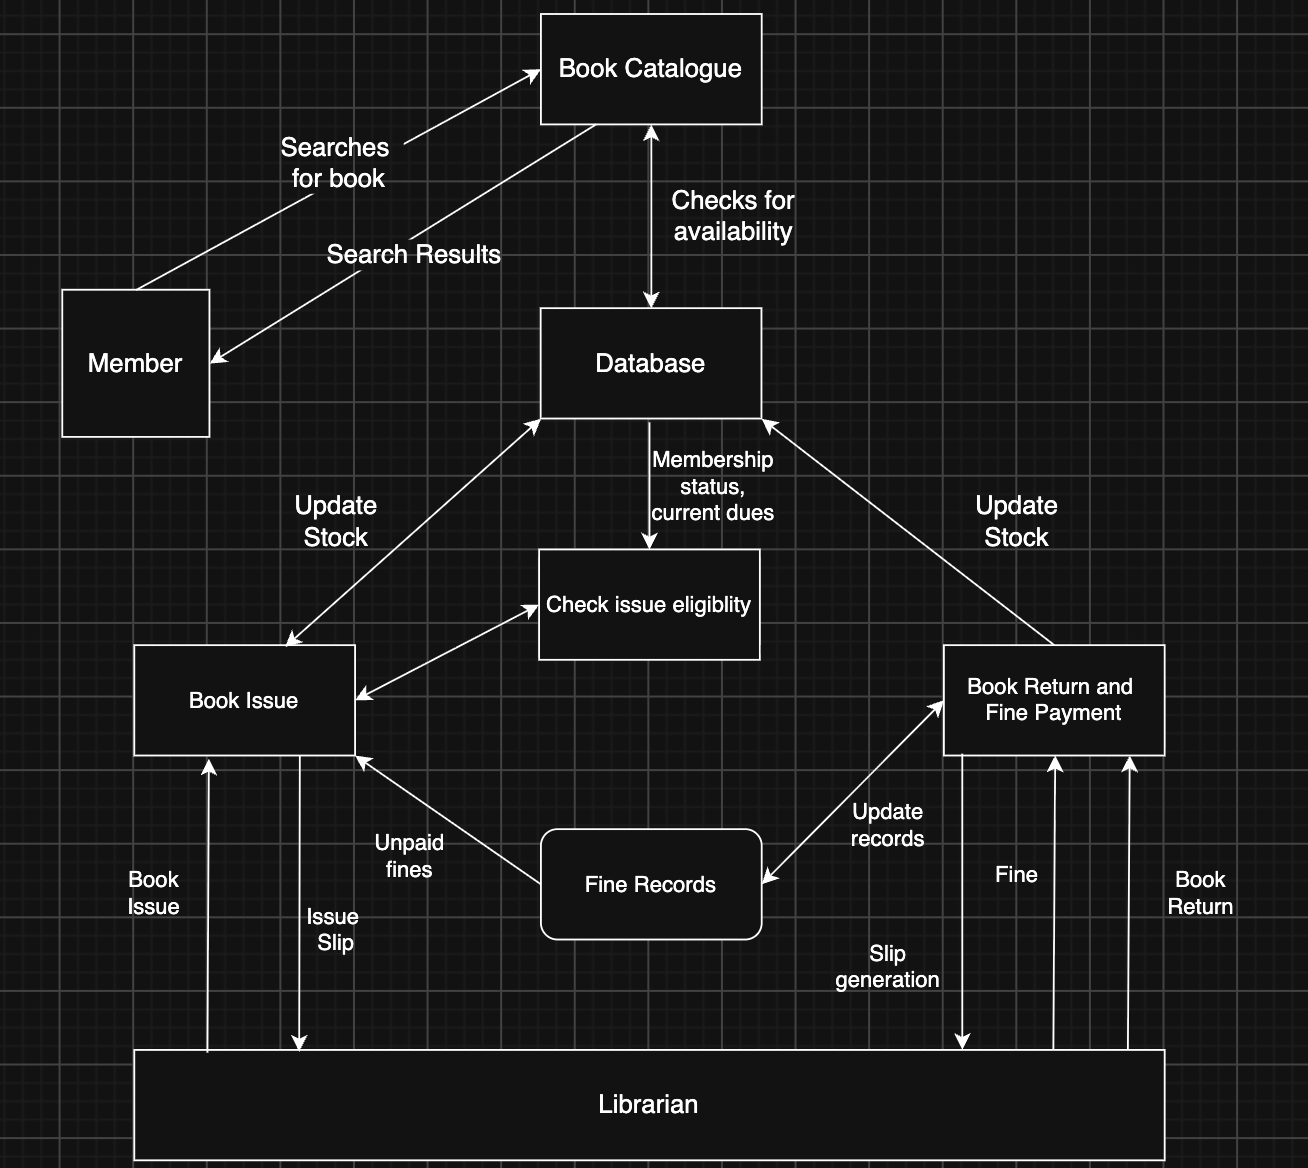 Book Catalogue
Searches
for book
Checks for
availability
Search Results
Member
Database
Membership
status,
current dues
Update
Stock
Update
Stock
Check issue eligiblity
Book Issue
Book Return and
Fine Payment
Update
records
Unpaid
fines
Fine Records
Fine
Book
Issue
Book
Return
Issue
Slip
Slip
generation
Librarian